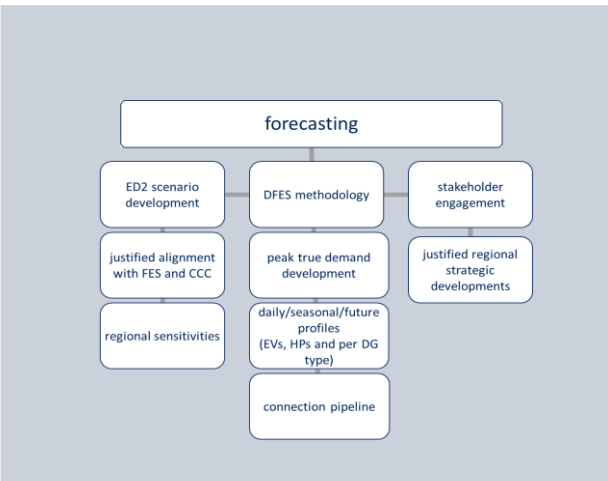 forecasting
ED2 scenario
development
DFES methodology
stakeholder
engagement
justified alignment
with FES and CCC
peak true demand
development
justified regional
strategic
developments
regional sensitivities
daily/seasonal/future
profiles
(EVs, HPs and per DG
type)
connection pipeline